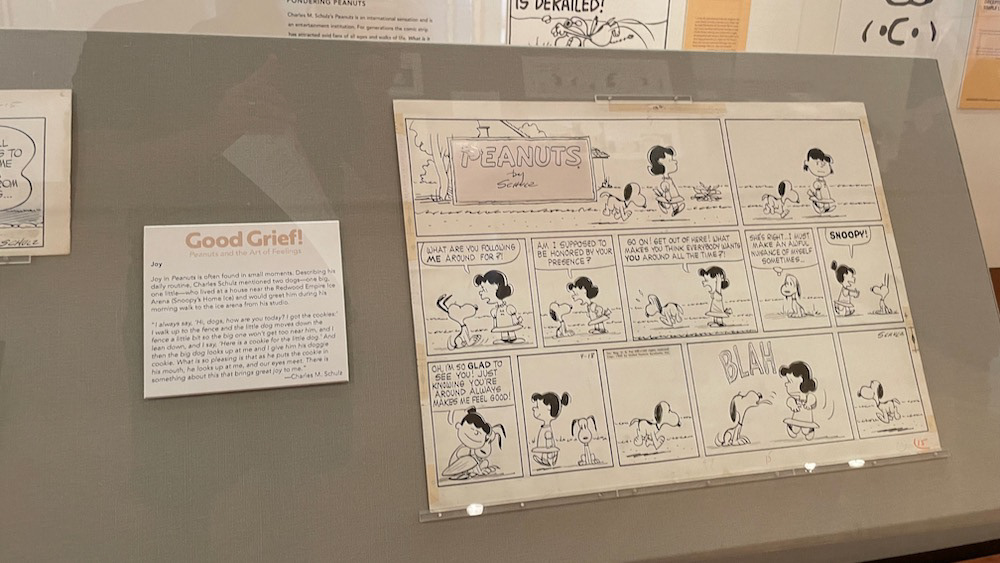 PONDERING PEANUTS
Charles M. Schulz's Peanuts is an international sensation and is
an entertainment institution. For generations the comic strip
has attracted avid fans of all ages and walks of life. What is it
IS DERAILED!
TO
ME
ROM
SCHULZ
Good Grief!
Peanuts and the Art of Feelings
Joy
Joy in Peanuts is often found in small moments. Describing his
daily routine, Charles Schulz mentioned two dogs—one big,
one little—who lived at a house near the Redwood Empire Ice
Arena (Snoopy's Home Ice) and would greet him during his
morning walk to the ice arena from his studio.
"I always say, 'Hi, dogs, how are you today? I got the cookies.'
I walk up to the fence and the little dog moves down the
fence a little bit so the big one won't get too near him, and I
lean down, and I say, 'Here is a cookie for the little dog.' And
then the big dog looks up at me and I give him his doggie
cookie. What is so pleasing is that as he puts the cookie in
his mouth, he looks up at me, and our eyes meet. There is
something about this that brings great joy to me."
—Charles M. Schulz
PEANUTS
by
SCHULZ
WHAT ARE YOU FOLLOWING
ME AROUND FOR?!
AM I SUPPOSED TO
BE HONORED BY YOUR
PRESENCE?
GO ON! GET OUT OF HERE! WHAT
MAKES YOU THINK EVERYBODY WANTS
YOU AROUND ALL THE TIME?!
SHE'S RIGHT...I MUST
MAKE AN AWFUL
NUISANCE OF MYSELF
SOMETIMES...
SNOOPY!
OH, I'M SO GLAD TO
SEE YOU! JUST
KNOWING YOU'RE
AROUND ALWAYS
MAKES ME FEEL GOOD!
9-18
BLAH
SCHULZ
15